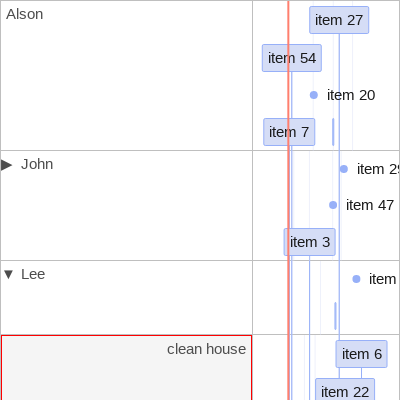 Alson
item 27
item 54
item 20
item 7
▶ John
item 29
item 47
item 3
▼ Lee
item
clean house
item 6
item 22